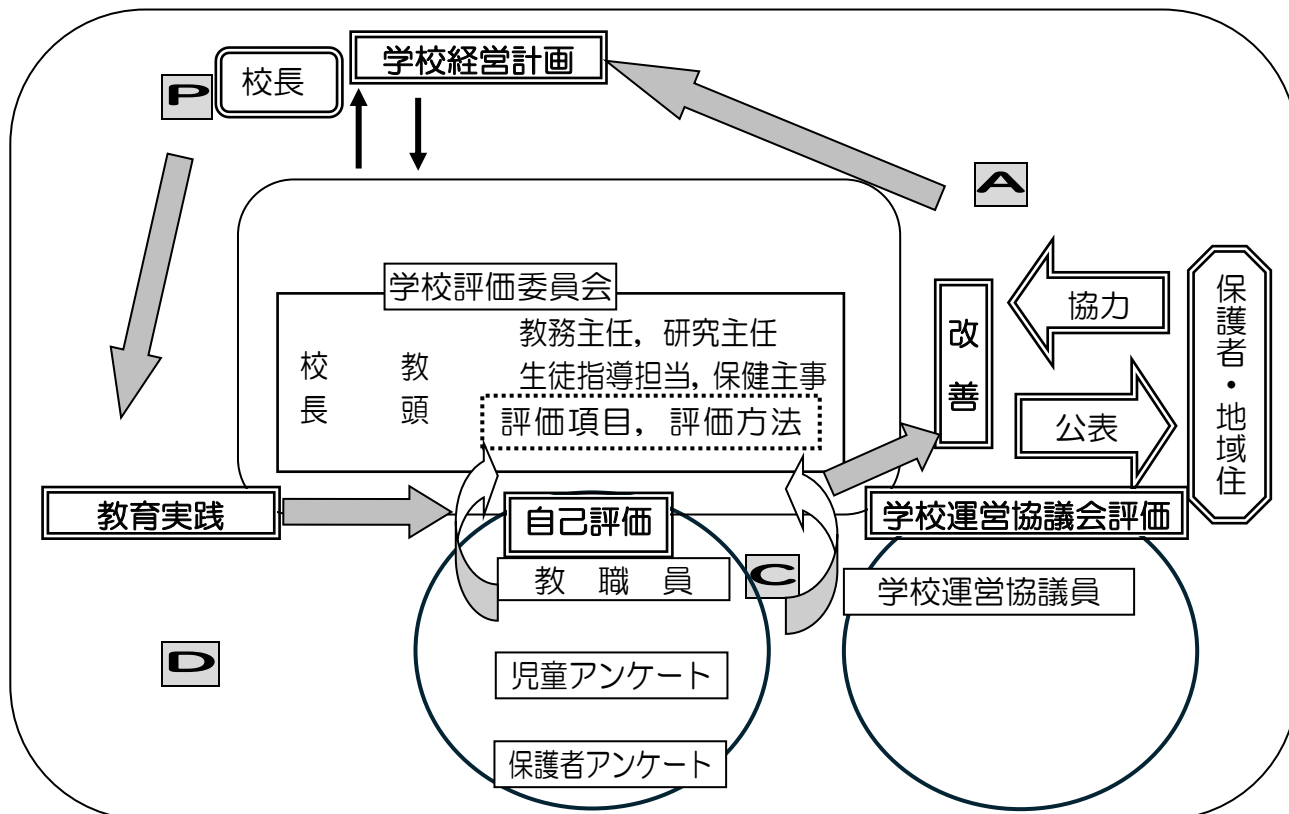 学校経営計画
校長
P
A
学校評価委員会
教務主任，研究主任
校長
教頭
生徒指導担当，保健主事
評価項目，評価方法
改善
協力
公表
保護者・地域住
教育実践
自己評価
学校運営協議会評価
教職員
C
学校運営協議員
D
児童アンケート
保護者アンケート